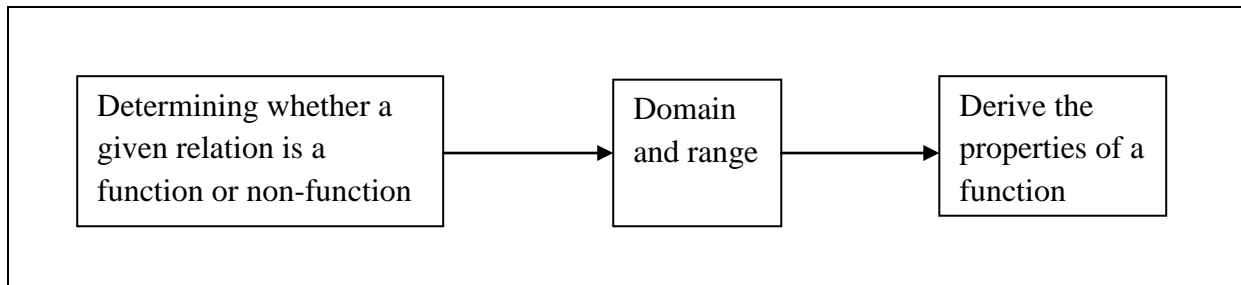 Determining whether a
given relation is a
function or non-function
Domain
and range
Derive the
properties of a
function